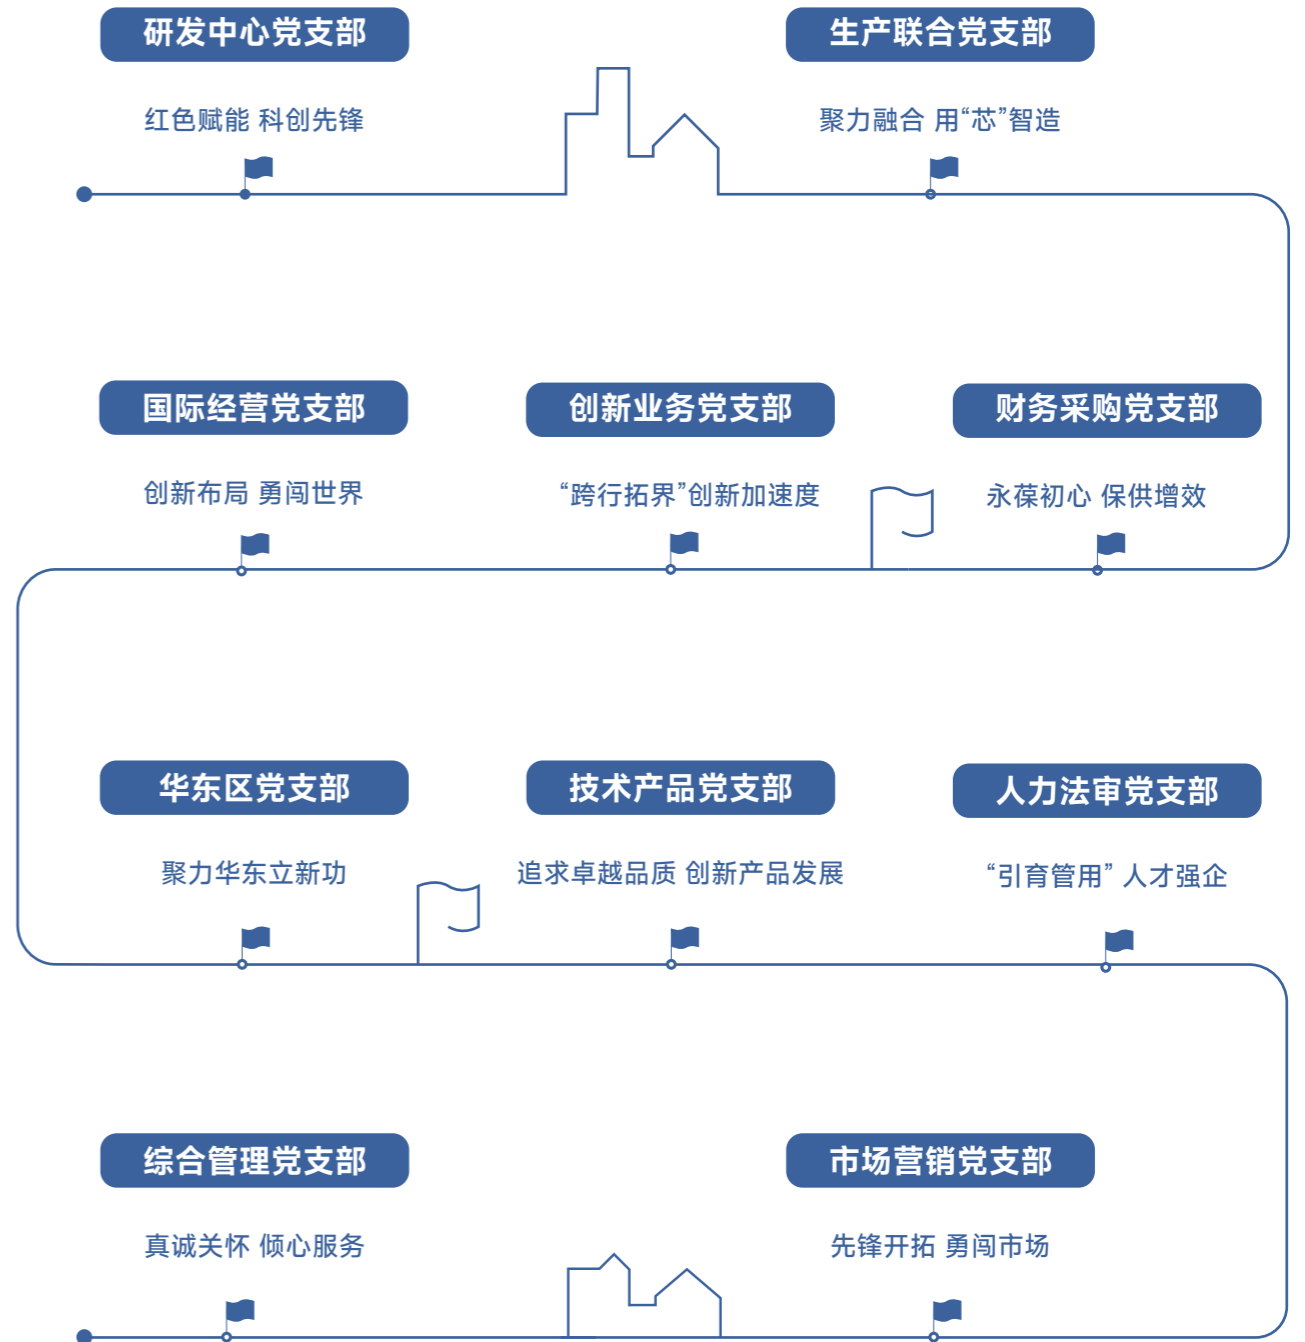 研发中心党支部
红色赋能 科创先锋
生产联合党支部
聚力融合 用“芯”智造
国际经营党支部
创新布局 勇闯世界
创新业务党支部
“跨行拓界”创新加速度
财务采购党支部
永葆初心 保供增效
华东区党支部
聚力华东立新功
技术产品党支部
追求卓越品质 创新产品发展
人力法审党支部
“引育管用” 人才强企
综合管理党支部
真诚关怀 倾心服务
市场营销党支部
先锋开拓 勇闯市场